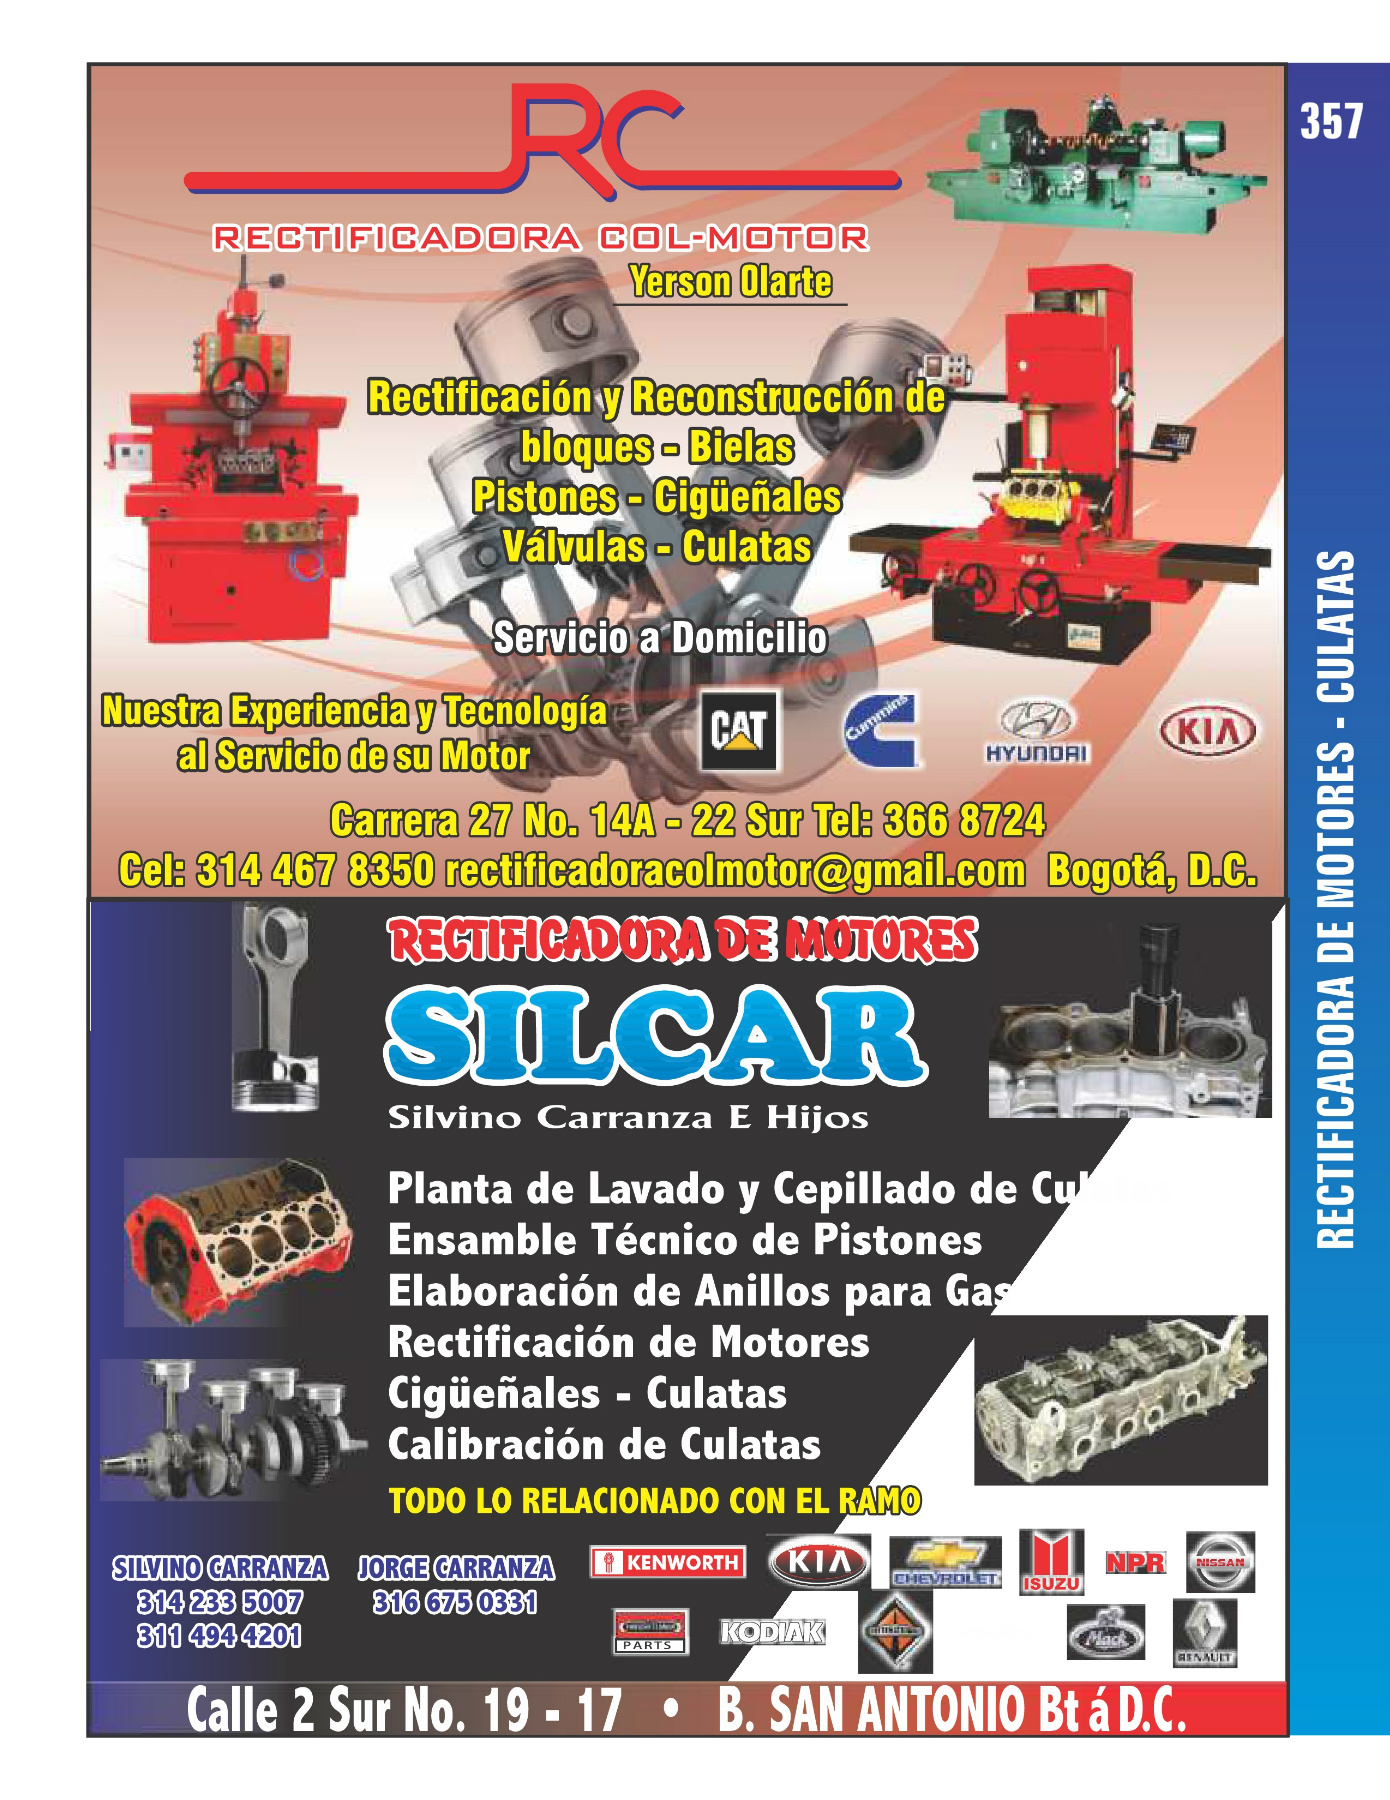 357
RC
RECTIFICADORA COL-MOTOR
Yerson Olarte
Rectificación y Reconstrucción de
bloques - Bielas
Pistones - Cigüeñales
Válvulas - Culatas
Servicio a Domicilio
Nuestra Experiencia y Tecnología
al Servicio de su Motor
CAT
Cummins
HYUNDAI
KIA
Carrera 27 No. 14A - 22 Sur Tel: 366 8724
Cel: 314 467 8350 rectificadoracolmotor@gmail.com Bogotá, D.C.
RECTIFICADORA DE MOTORES - CULATAS
RECTIFICADORA DE MOTORES
SILCAR
Silvino Carranza E Hijos
Planta de Lavado y Cepillado de Cul
Ensamble Técnico de Pistones
Elaboración de Anillos para Gas
Rectificación de Motores
Cigüeñales - Culatas
Calibración de Culatas
TODO LO RELACIONADO CON EL RAMO
SILVINO CARRANZA JORGE CARRANZA
314 233 5007 316 675 0331
311 494 4201
KENWORTH
KIA
CHEVROLET
ISUZU
NPR
NISSAN
PARTS
KODIAK
Mack
RENAULT
Calle 2 Sur No. 19 - 17 • B. SAN ANTONIO Bt á D.C.